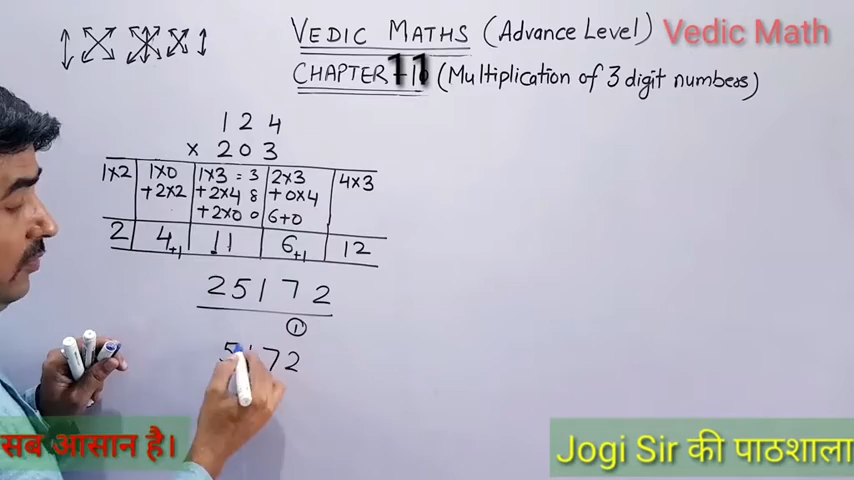 VEDIC MATHS (Advance Level)
Vedic Math
CHAPTER-11 (Multiplication of 3 digit numbers)
124
× 203
1×2 | 1×0 | 1×3 = 3 | 2×3 | 4×3
+2×2 | +2×4 8 | +0×4
+2×0 0 | 6+0
2 | 4+1 | 11 | 6+1 | 12
25172
①
5172
सब आसान है।
Jogi Sir की पाठशाला